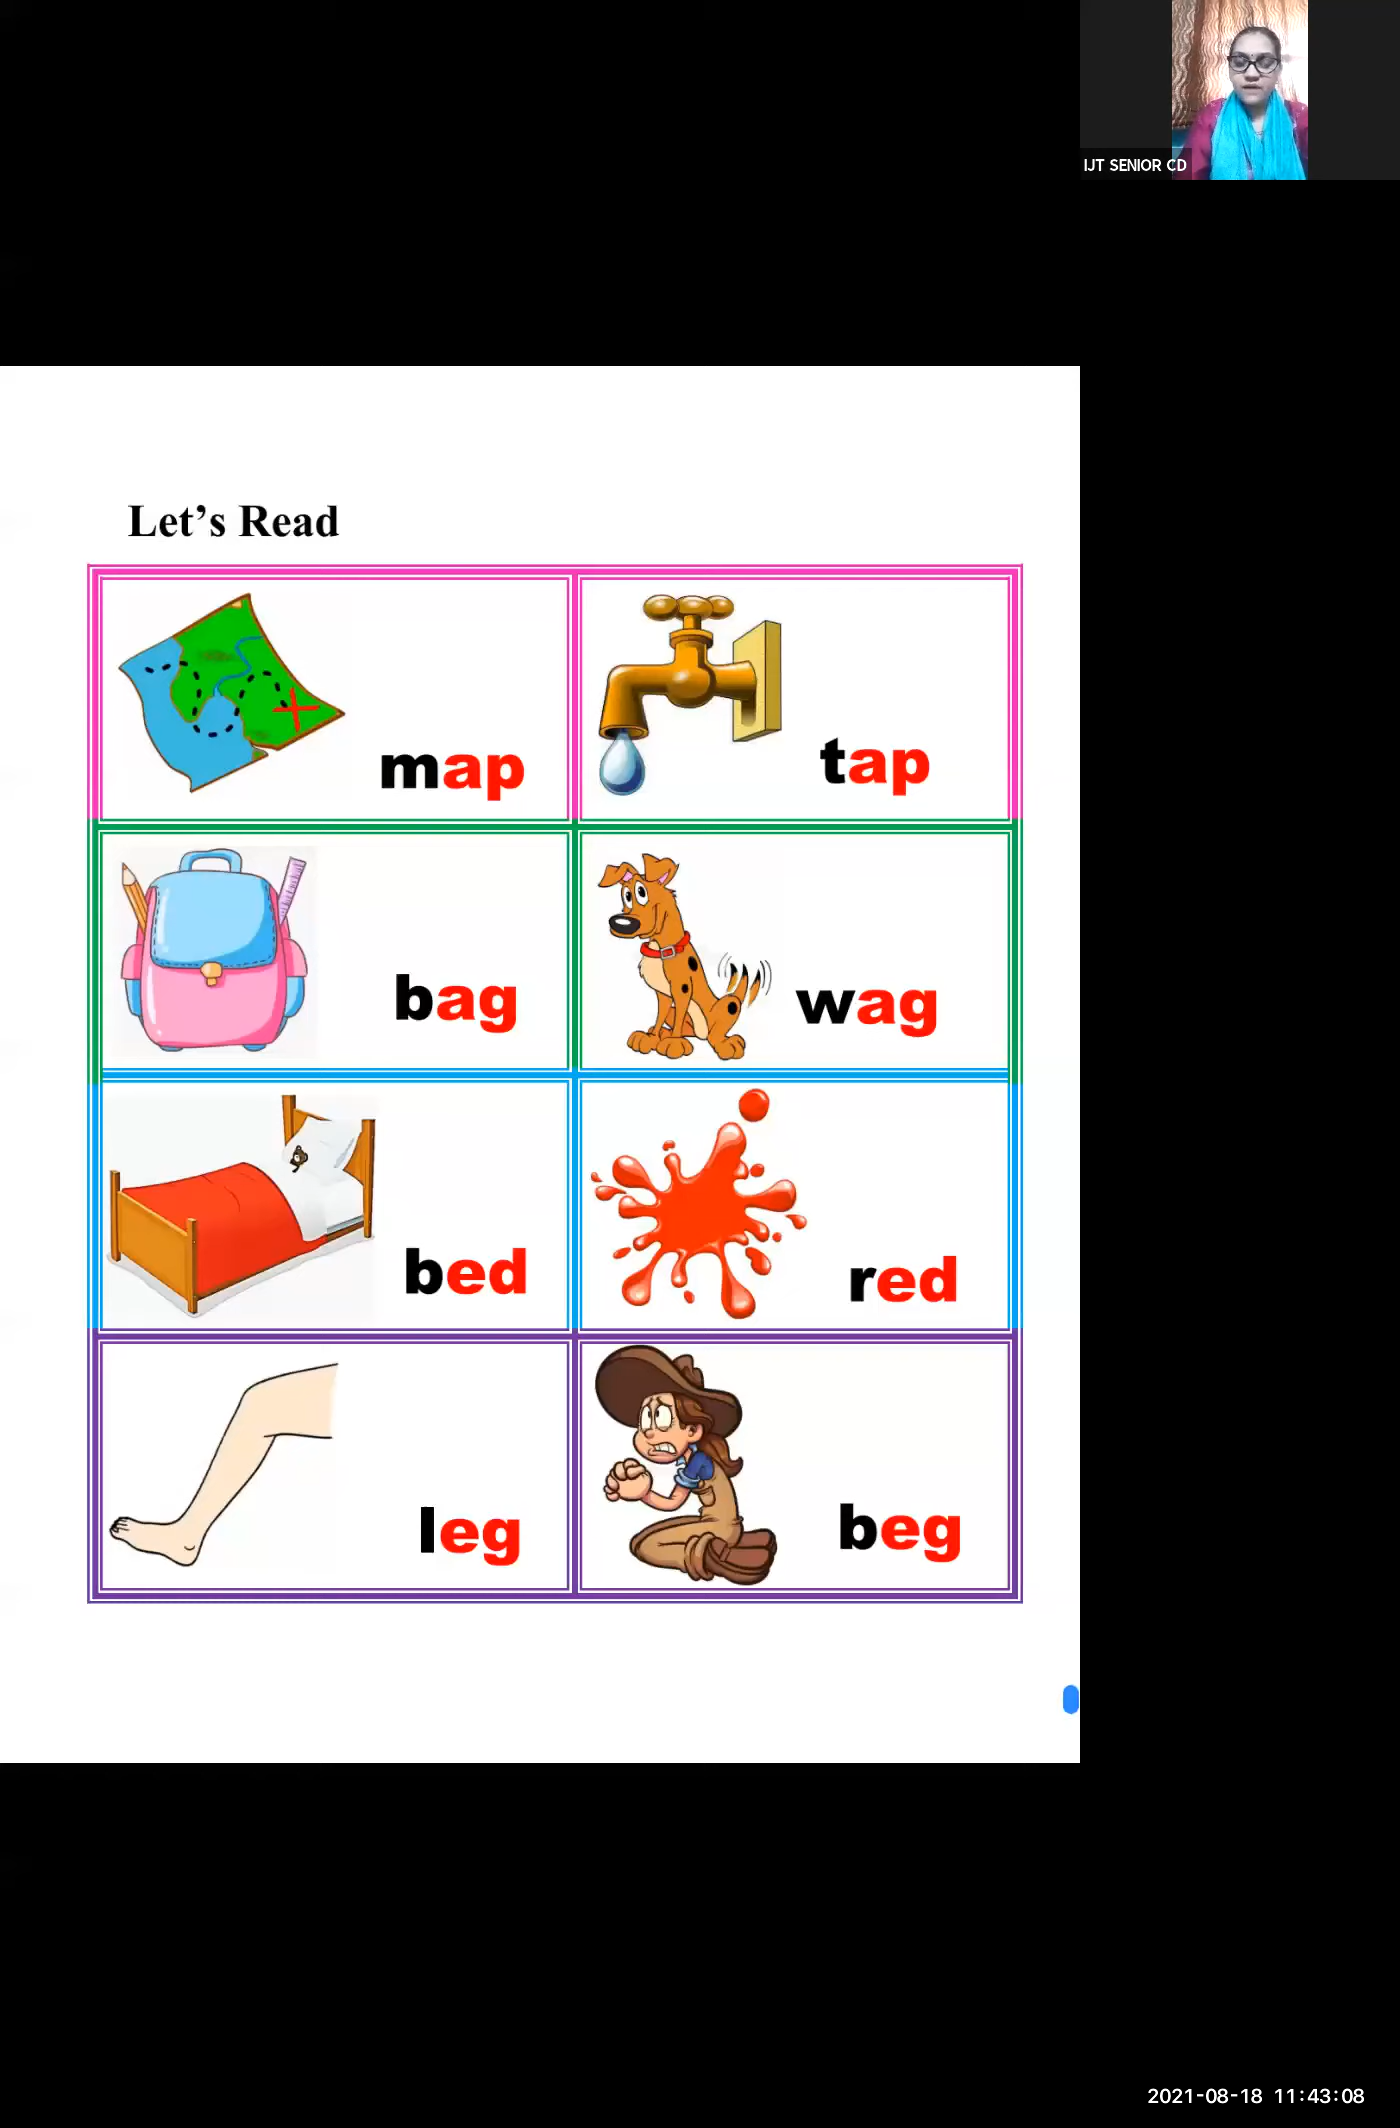 IJT SENIOR CD
Let’s Read
map
tap
bag
wag
bed
red
leg
beg
2021-08-18 11:43:08